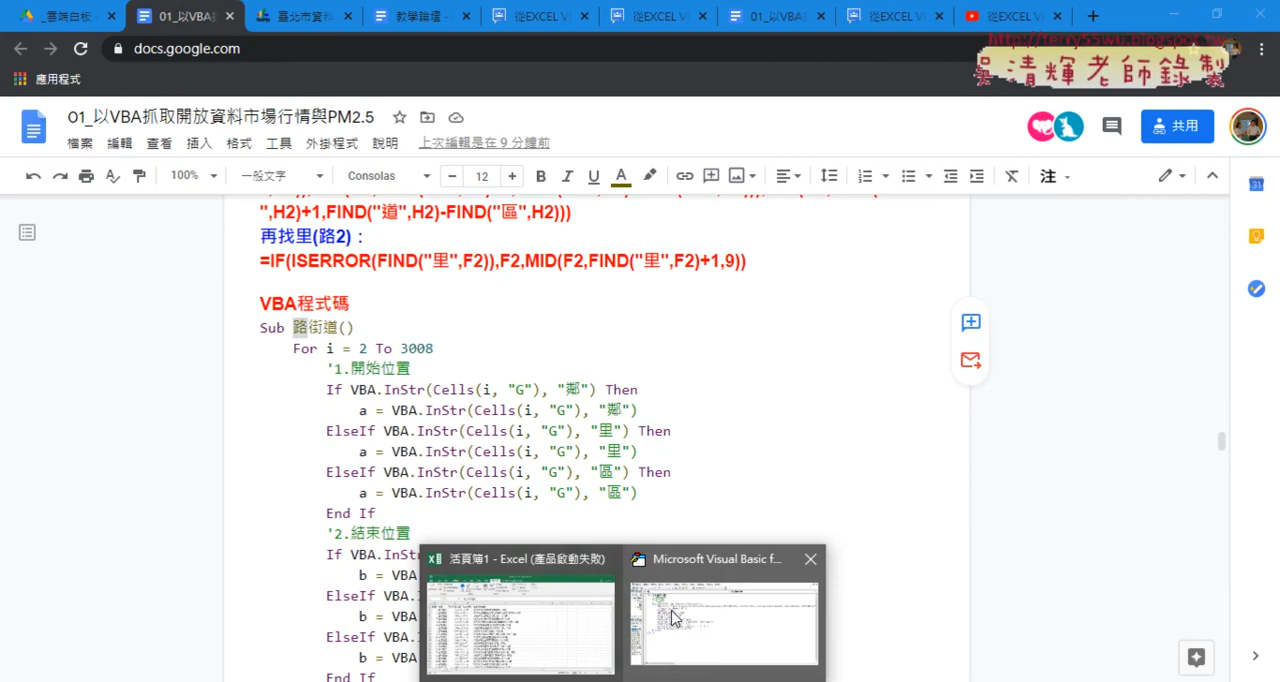 _雲端白板
01_以VBA
臺北市資料
教學論壇 -
從EXCEL V
從EXCEL V
01_以VBA
從EXCEL V
從EXCEL V
docs.google.com
http://terry55wu.blogspot.tw
吳清輝老師錄製
應用程式
01_以VBA抓取開放資料市場行情與PM2.5
共用
檔案 編輯 查看 插入 格式 工具 外掛程式 說明 上次編輯是在 9 分鐘前
100% 一般文字 Consolas 12 注
",H2)+1,FIND("道",H2)-FIND("區",H2)))
再找里(路2)：
=IF(ISERROR(FIND("里",F2)),F2,MID(F2,FIND("里",F2)+1,9))
VBA程式碼
Sub 路街道()
For i = 2 To 3008
'1.開始位置
If VBA.InStr(Cells(i, "G"), "鄰") Then
a = VBA.InStr(Cells(i, "G"), "鄰")
ElseIf VBA.InStr(Cells(i, "G"), "里") Then
a = VBA.InStr(Cells(i, "G"), "里")
ElseIf VBA.InStr(Cells(i, "G"), "區") Then
a = VBA.InStr(Cells(i, "G"), "區")
End If
'2.結束位置
If VBA.InSt
b = VBA
ElseIf VBA.
b = VBA
ElseIf VBA.
b = VBA
End If
活頁簿1 - Excel (產品啟動失敗)
Microsoft Visual Basic f...